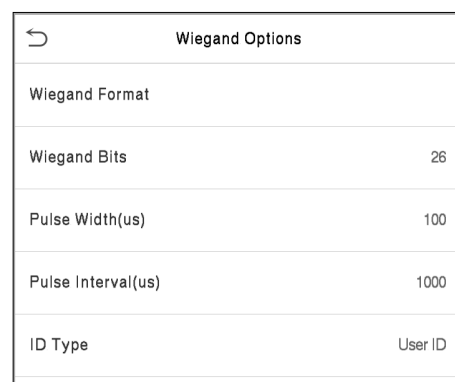 Wiegand Options
Wiegand Format
Wiegand Bits 26
Pulse Width(us) 100
Pulse Interval(us) 1000
ID Type User ID